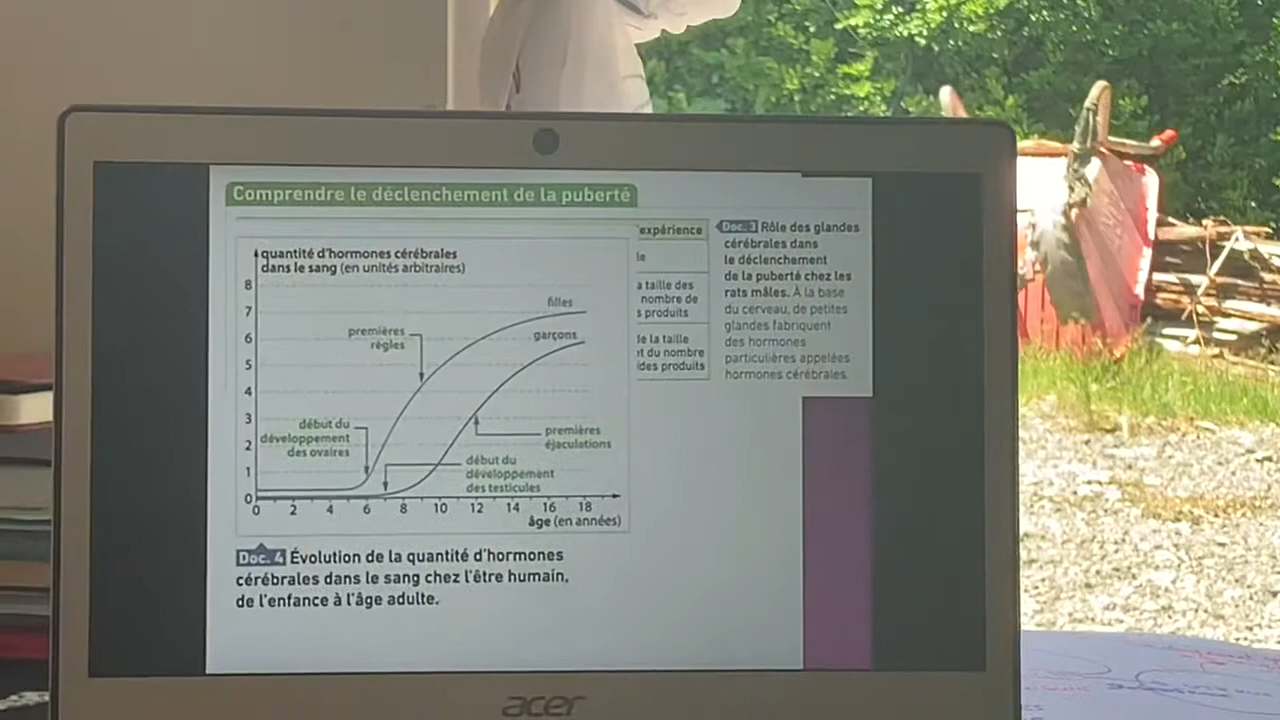 Comprendre le déclenchement de la puberté
quantité d'hormones cérébrales
dans le sang (en unités arbitraires)
8
7
6
5
4
3
2
1
0
filles
garçons
premières
règles
début du
développement
des ovaires
premières
éjaculations
début du
développement
des testicules
0 2 4 6 8 10 12 14 16 18
âge (en années)
Doc. 4 Évolution de la quantité d'hormones
cérébrales dans le sang chez l'être humain,
de l'enfance à l'âge adulte.
expérience
le
a taille des
nombre de
s produits
de la taille
et du nombre
des produits
Doc. 3 Rôle des glandes
cérébrales dans
le déclenchement
de la puberté chez les
rats mâles. À la base
du cerveau, de petites
glandes fabriquent
des hormones
particulières appelées
hormones cérébrales.
acer